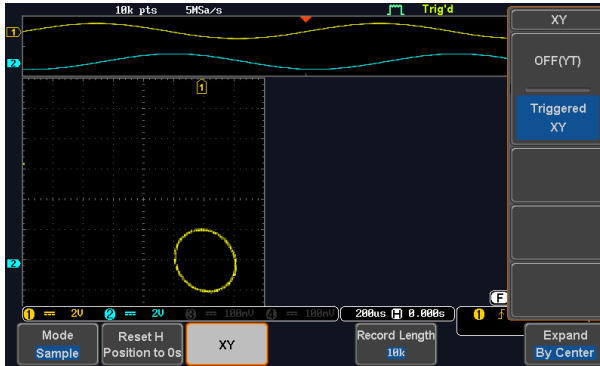 10k pts 5MSa/s Trig'd
XY
1
2
OFF(YT)
1
Triggered
XY
2
F
1 2V 2 2V 3 100mV 4 100mV 200us H 0.000s 1
Mode
Sample
Reset H
Position to 0s
XY
Record Length
10k
Expand
By Center